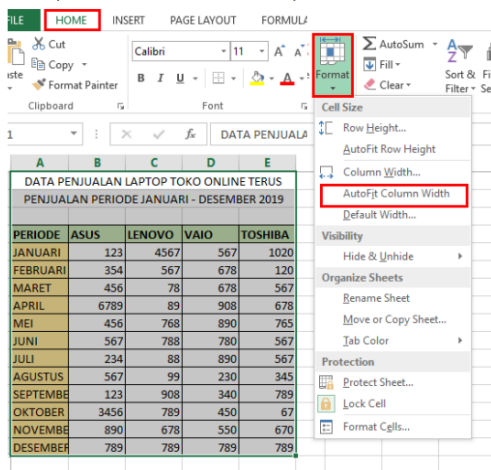 FILE HOME INSERT PAGE LAYOUT FORMULA
Cut
Copy
Format Painter
Clipboard
Calibri 11 A A
B I U A
Font
Format
AutoSum
Fill
Clear
Sort &
Filter
Cell Size
Row Height...
AutoFit Row Height
Column Width...
AutoFit Column Width
Default Width...
Visibility
Hide & Unhide
Organize Sheets
Rename Sheet
Move or Copy Sheet...
Tab Color
Protection
Protect Sheet...
Lock Cell
Format Cells...
fx DATA PENJUALA
A B C D E
DATA PENJUALAN LAPTOP TOKO ONLINE TERUS
PENJUALAN PERIODE JANUARI - DESEMBER 2019
PERIODE ASUS LENOVO VAIO TOSHIBA
JANUARI 123 4567 567 1020
FEBRUARI 354 567 678 120
MARET 456 78 678 567
APRIL 6789 89 908 678
MEI 456 768 890 765
JUNI 567 788 780 567
JULI 234 88 890 567
AGUSTUS 567 99 230 345
SEPTEMBE 123 908 340 789
OKTOBER 3456 789 450 67
NOVEMBE 890 678 550 670
DESEMBER 789 789 789 789